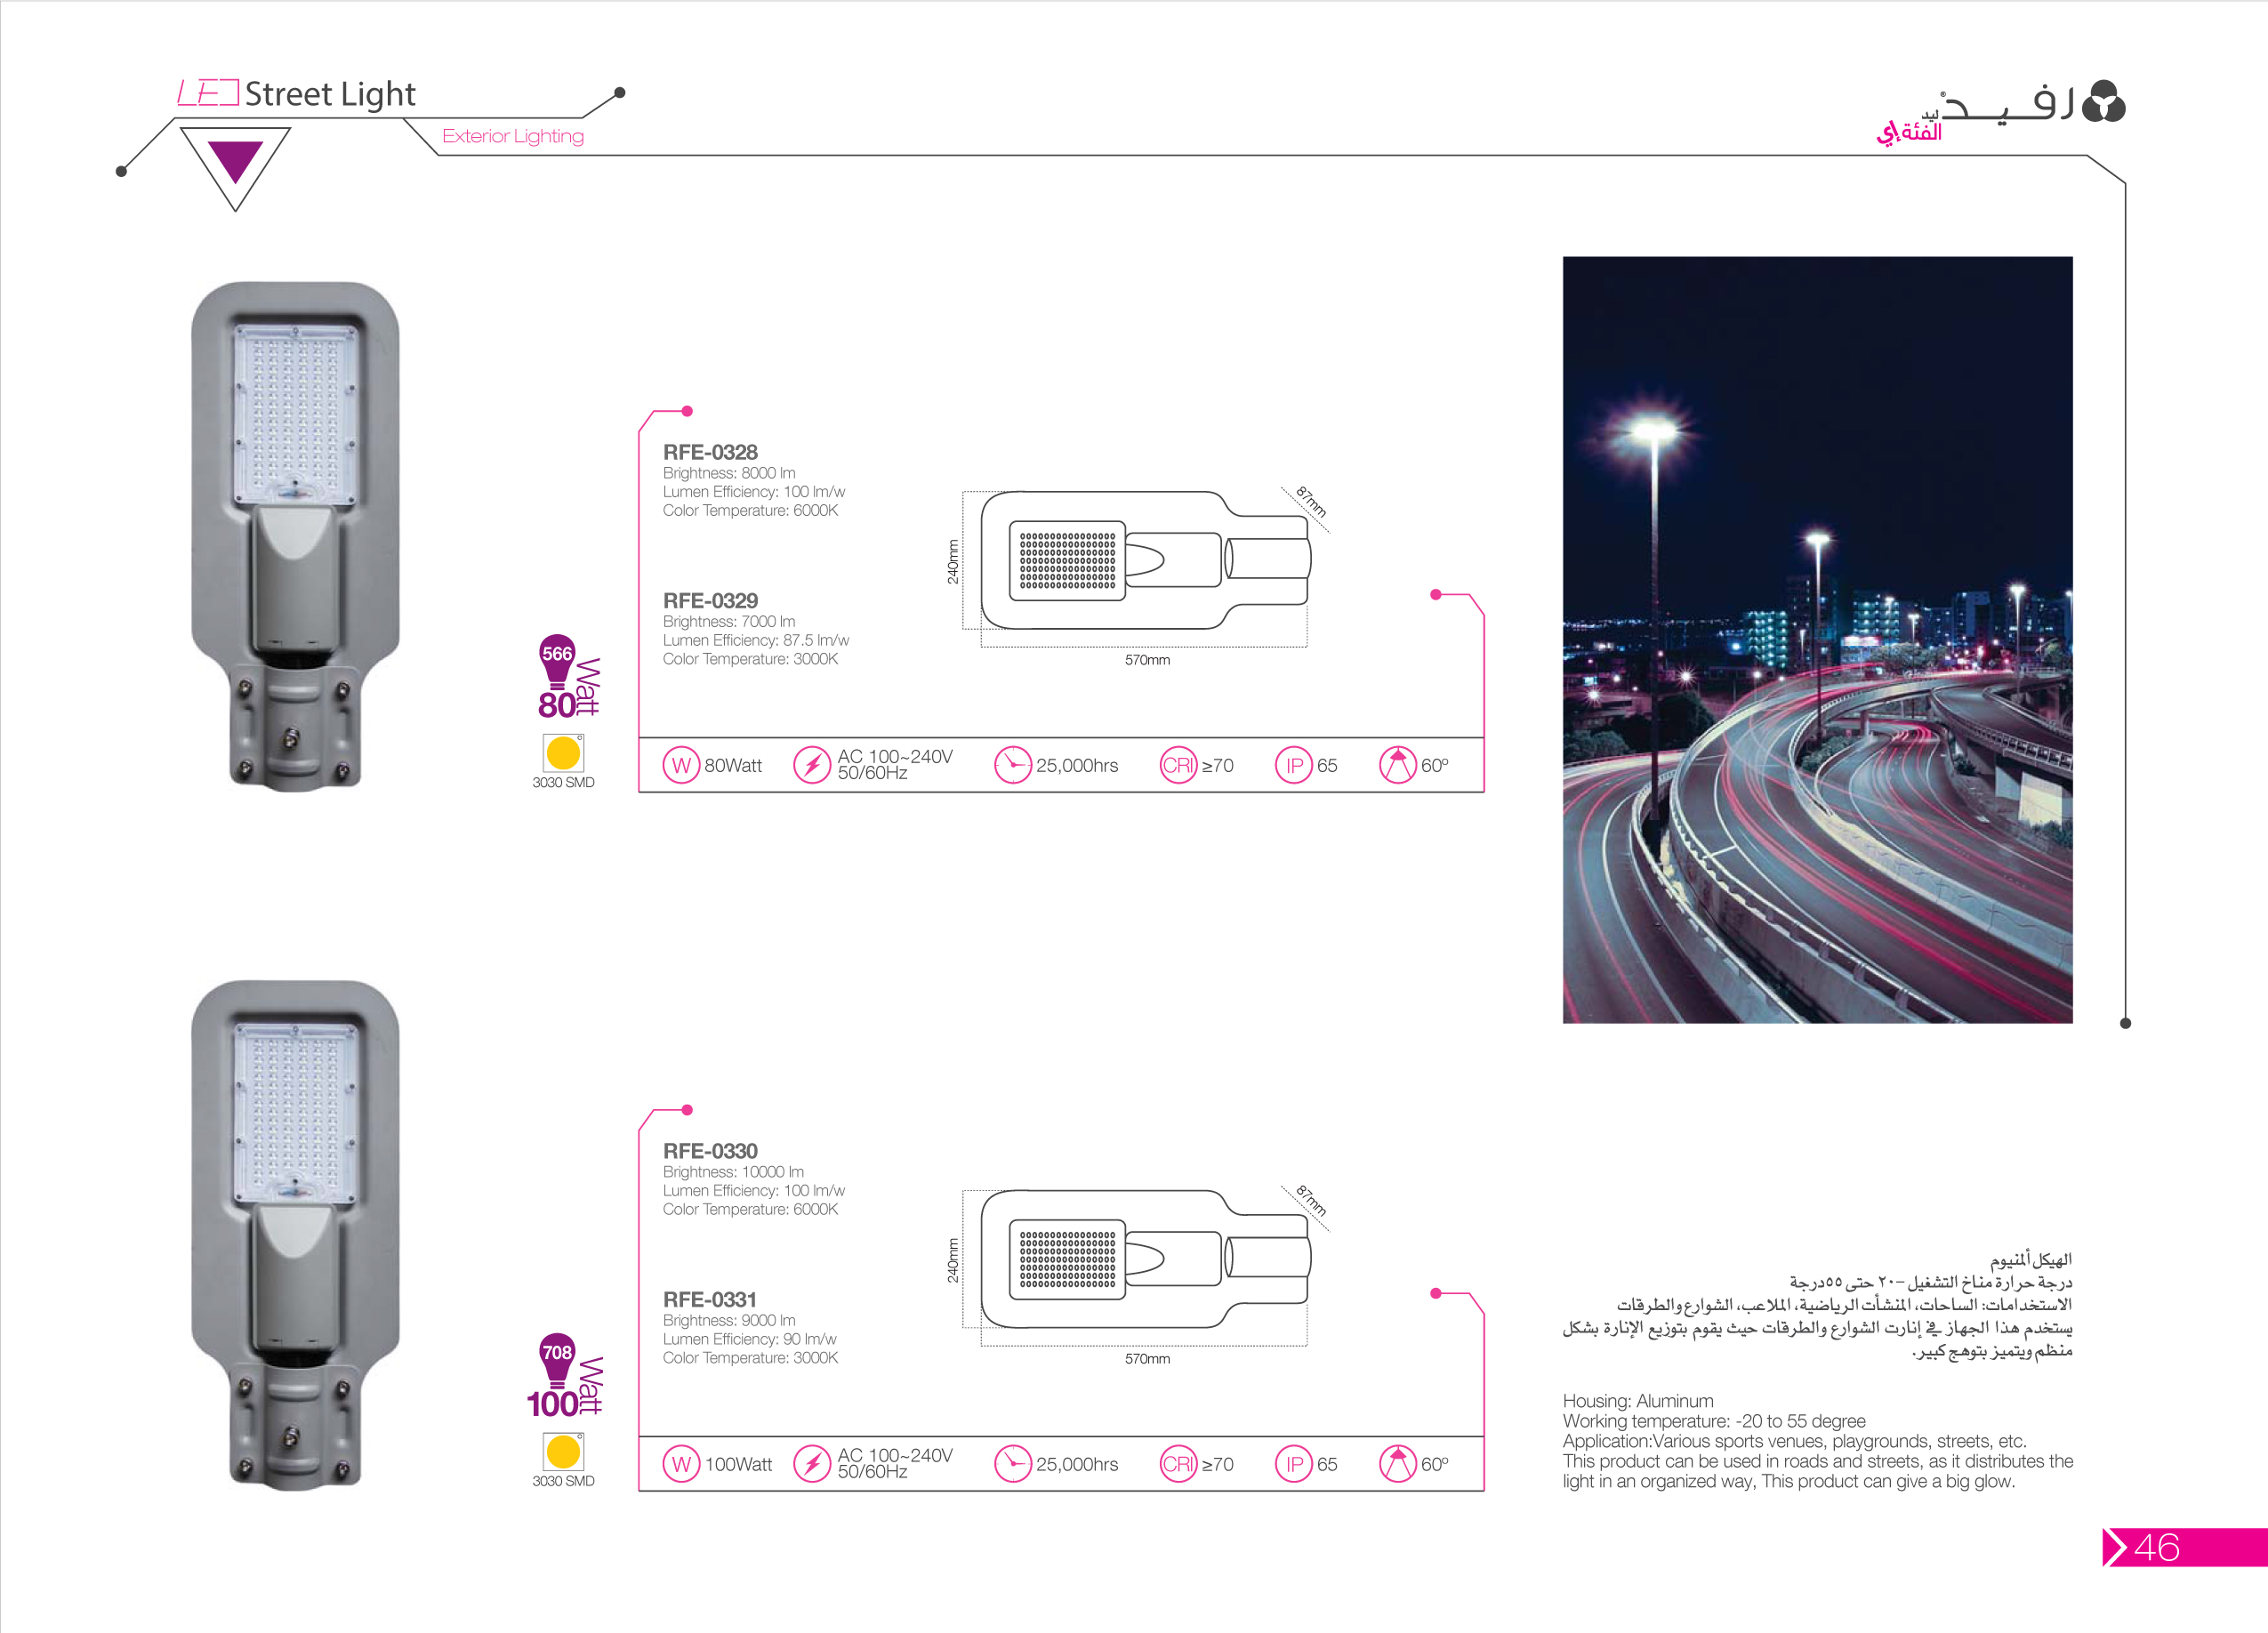 LED Street Light
Exterior Lighting
رفيد®
ليد
الفئة إي
RFE-0328
Brightness: 8000 lm
Lumen Efficiency: 100 lm/w
Color Temperature: 6000K
RFE-0329
Brightness: 7000 lm
Lumen Efficiency: 87.5 lm/w
Color Temperature: 3000K
240mm
87mm
570mm
566
80 Watt
3030 SMD
W 80Watt
AC 100~240V
50/60Hz
25,000hrs
CRI ≥70
IP 65
60º
RFE-0330
Brightness: 10000 lm
Lumen Efficiency: 100 lm/w
Color Temperature: 6000K
RFE-0331
Brightness: 9000 lm
Lumen Efficiency: 90 lm/w
Color Temperature: 3000K
240mm
87mm
570mm
708
100 Watt
3030 SMD
W 100Watt
AC 100~240V
50/60Hz
25,000hrs
CRI ≥70
IP 65
60º
الهيكل ألمنيوم
درجة حرارة مناخ التشغيل -٢٠ حتى ٥٥ درجة
الاستخدامات: الساحات، المنشأت الرياضية، الملاعب، الشوارع والطرقات
يستخدم هذا الجهاز في إنارت الشوارع والطرقات حيث يقوم بتوزيع الإنارة بشكل
منظم ويتميز بتوهج كبير.
Housing: Aluminum
Working temperature: -20 to 55 degree
Application:Various sports venues, playgrounds, streets, etc.
This product can be used in roads and streets, as it distributes the
light in an organized way, This product can give a big glow.
46